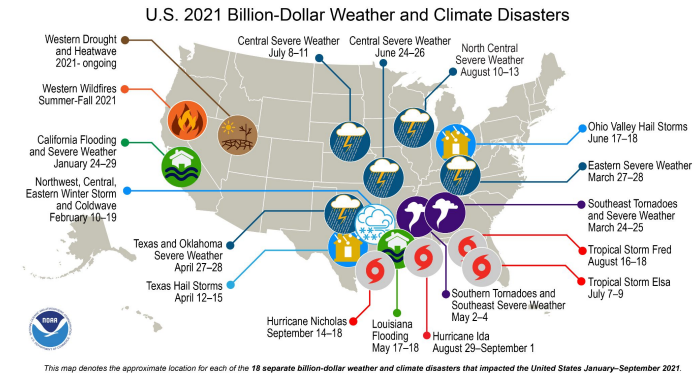 U.S. 2021 Billion-Dollar Weather and Climate Disasters
Western Drought
and Heatwave
2021- ongoing
Central Severe Weather
July 8–11
Central Severe Weather
June 24–26
North Central
Severe Weather
August 10–13
Western Wildfires
Summer-Fall 2021
Ohio Valley Hail Storms
June 17–18
California Flooding
and Severe Weather
January 24–29
Eastern Severe Weather
March 27–28
Northwest, Central,
Eastern Winter Storm
and Coldwave
February 10–19
Southeast Tornadoes
and Severe Weather
March 24–25
Texas and Oklahoma
Severe Weather
April 27–28
Tropical Storm Fred
August 16–18
Texas Hail Storms
April 12–15
Tropical Storm Elsa
July 7–9
Southern Tornadoes and
Southeast Severe Weather
May 2–4
Hurricane Nicholas
September 14–18
Louisiana
Flooding
May 17–18
Hurricane Ida
August 29–September 1
NOAA
This map denotes the approximate location for each of the 18 separate billion-dollar weather and climate disasters that impacted the United States January–September 2021.